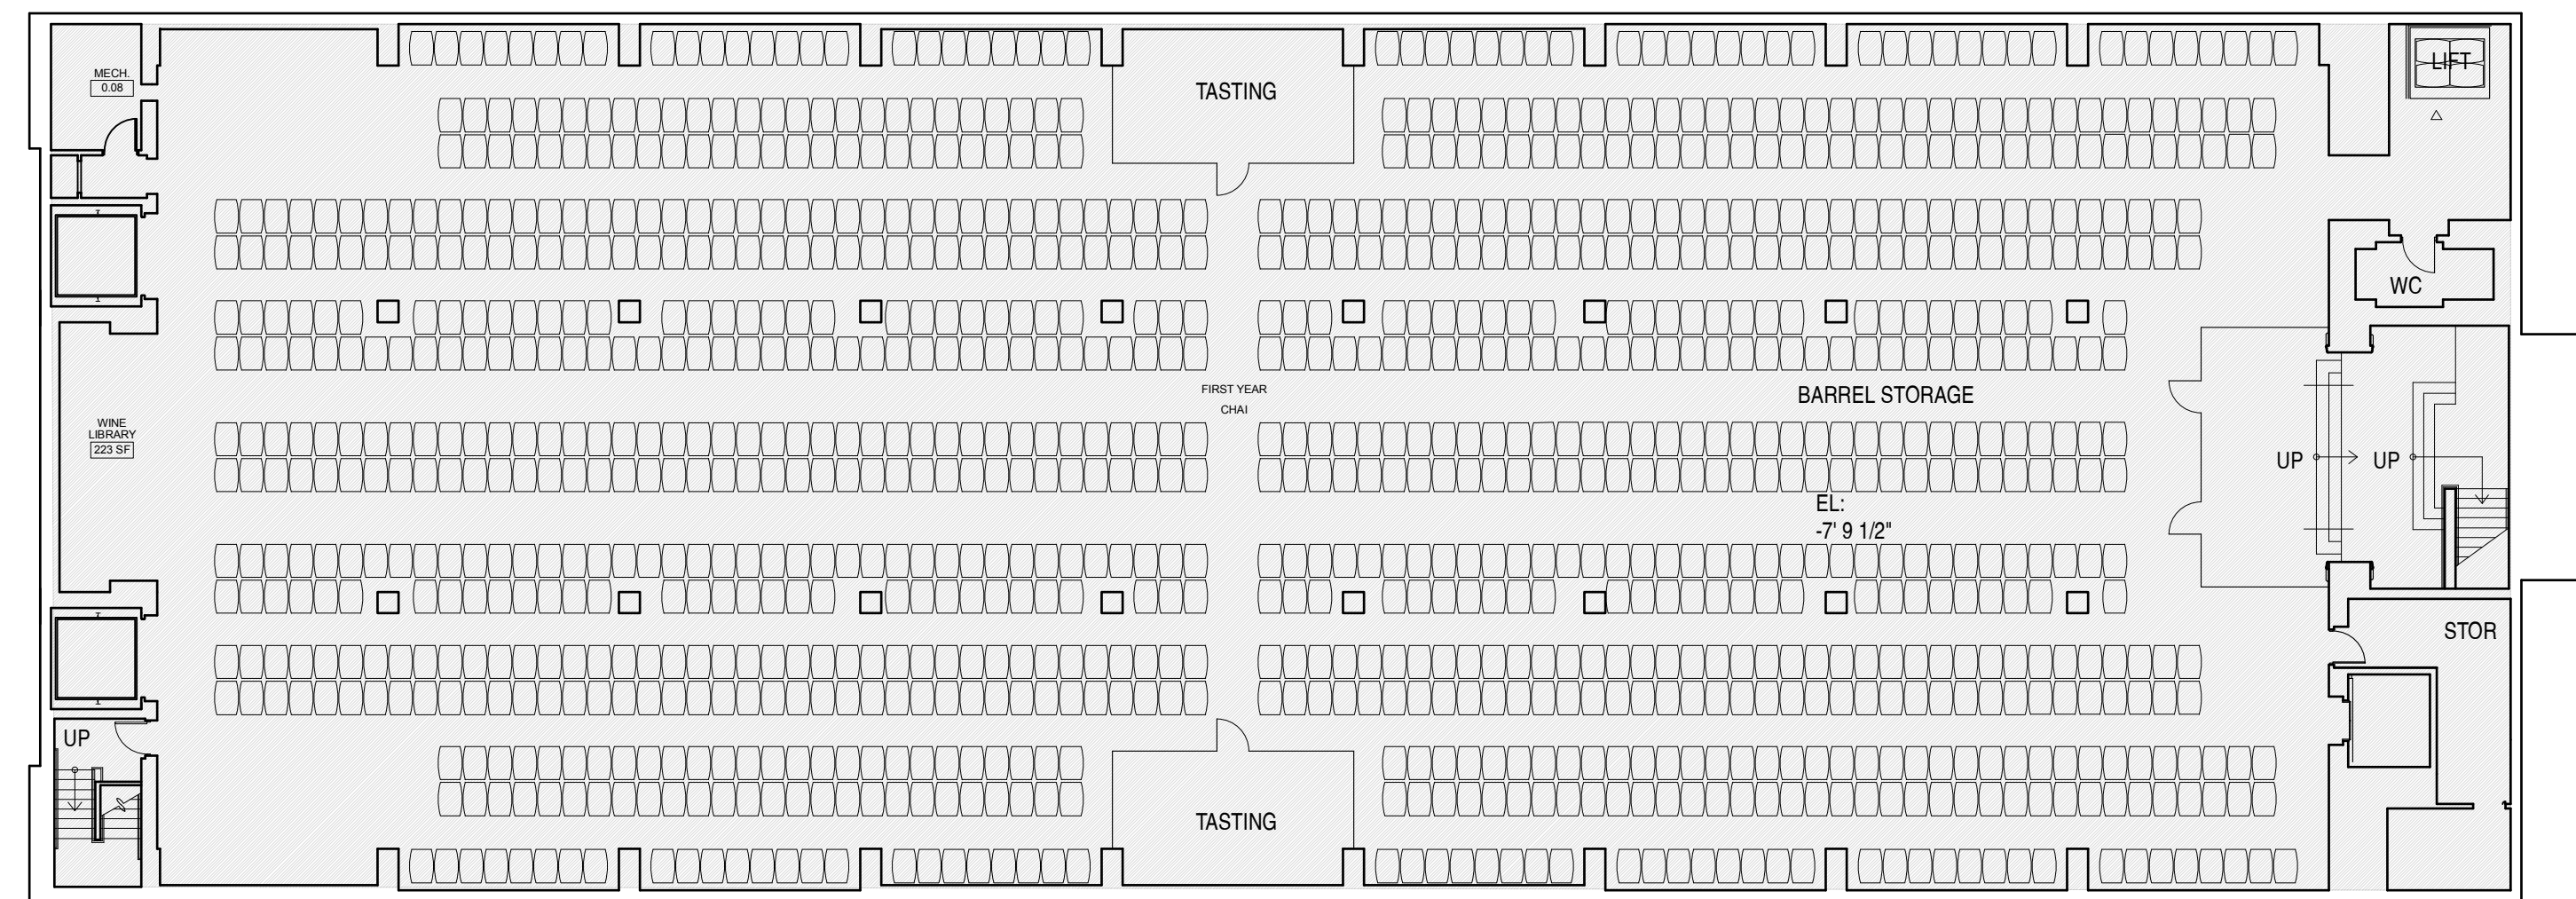 MECH.
0.08
TASTING
LIFT
WC
FIRST YEAR
CHAI
BARREL STORAGE
WINE
LIBRARY
223 SF
UP
UP
EL:
-7' 9 1/2"
STOR
UP
TASTING